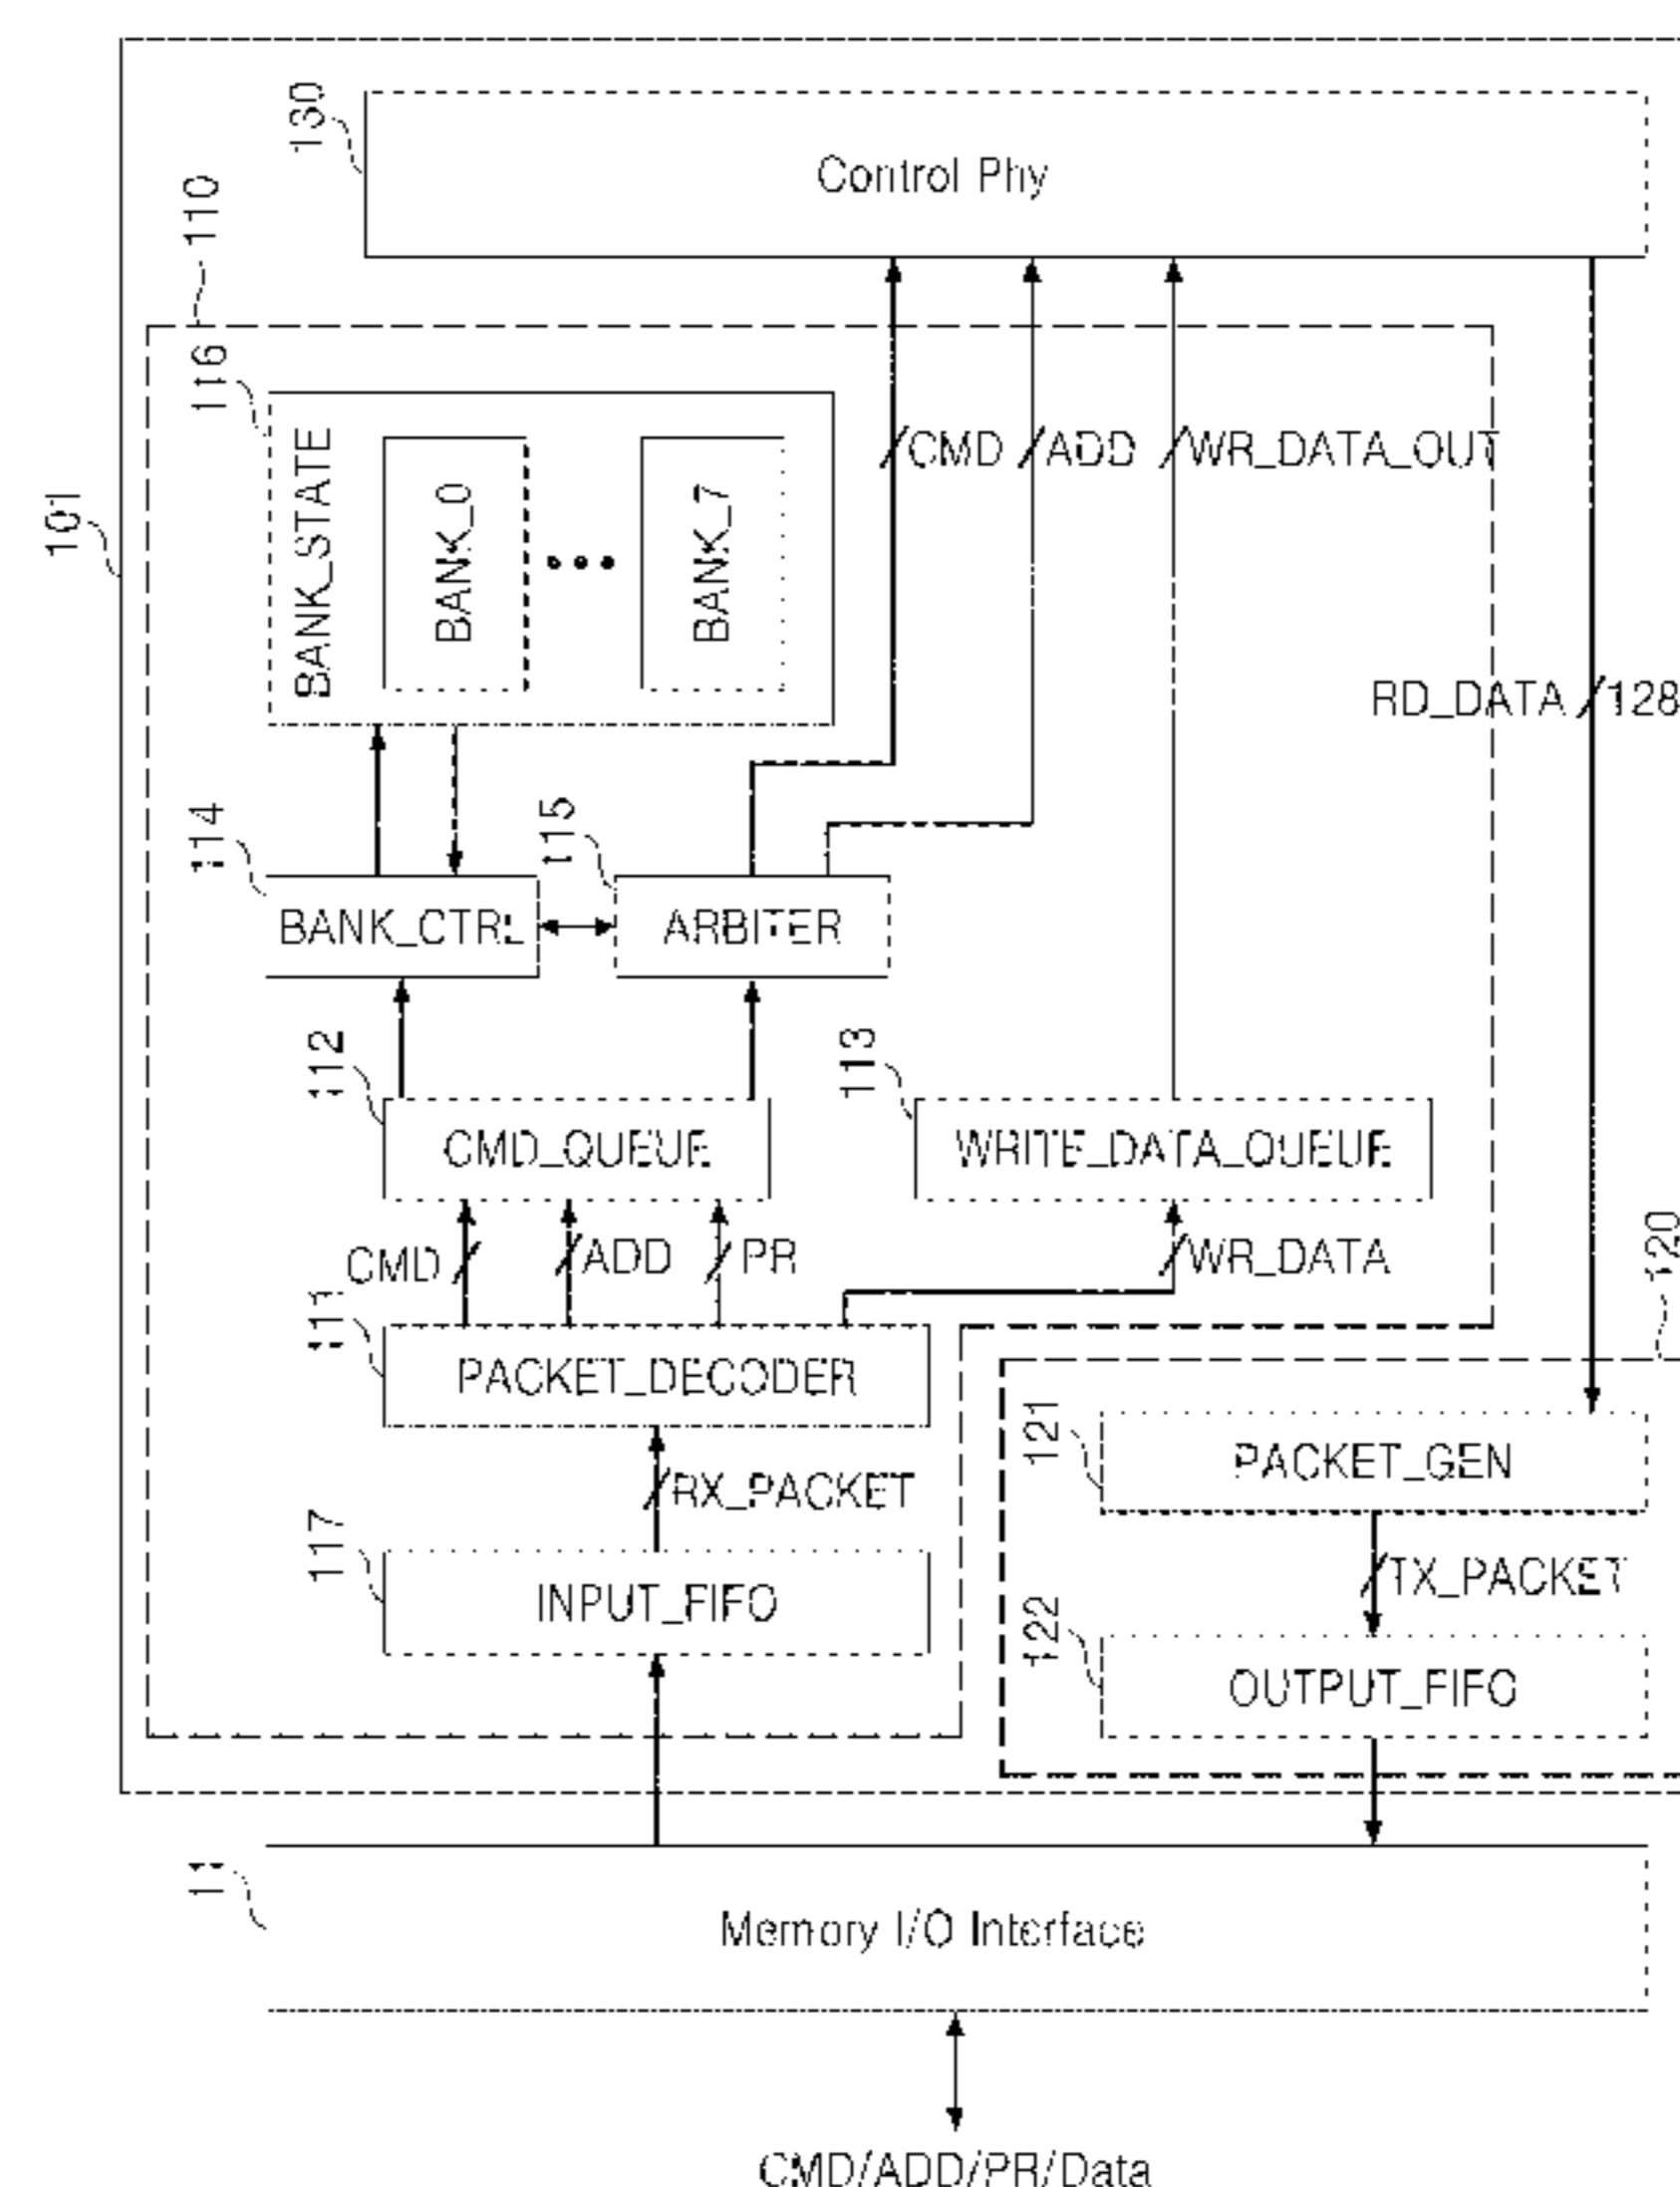 130
Control Phy
110
116
BANK_STATE
BANK_0
BANK_7
CMD
ADD
WR_DATA_OUT
101
RD_DATA
128
114
115
BANK_CTRL
ARBITER
112
113
CMD_QUEUE
WRITE_DATA_QUEUE
CMD
ADD
PR
WR_DATA
120
111
PACKET_DECODER
121
PACKET_GEN
RX_PACKET
117
INPUT_FIFO
TX_PACKET
122
OUTPUT_FIFO
11
Memory I/O Interface
CMD/ADD/PR/Data